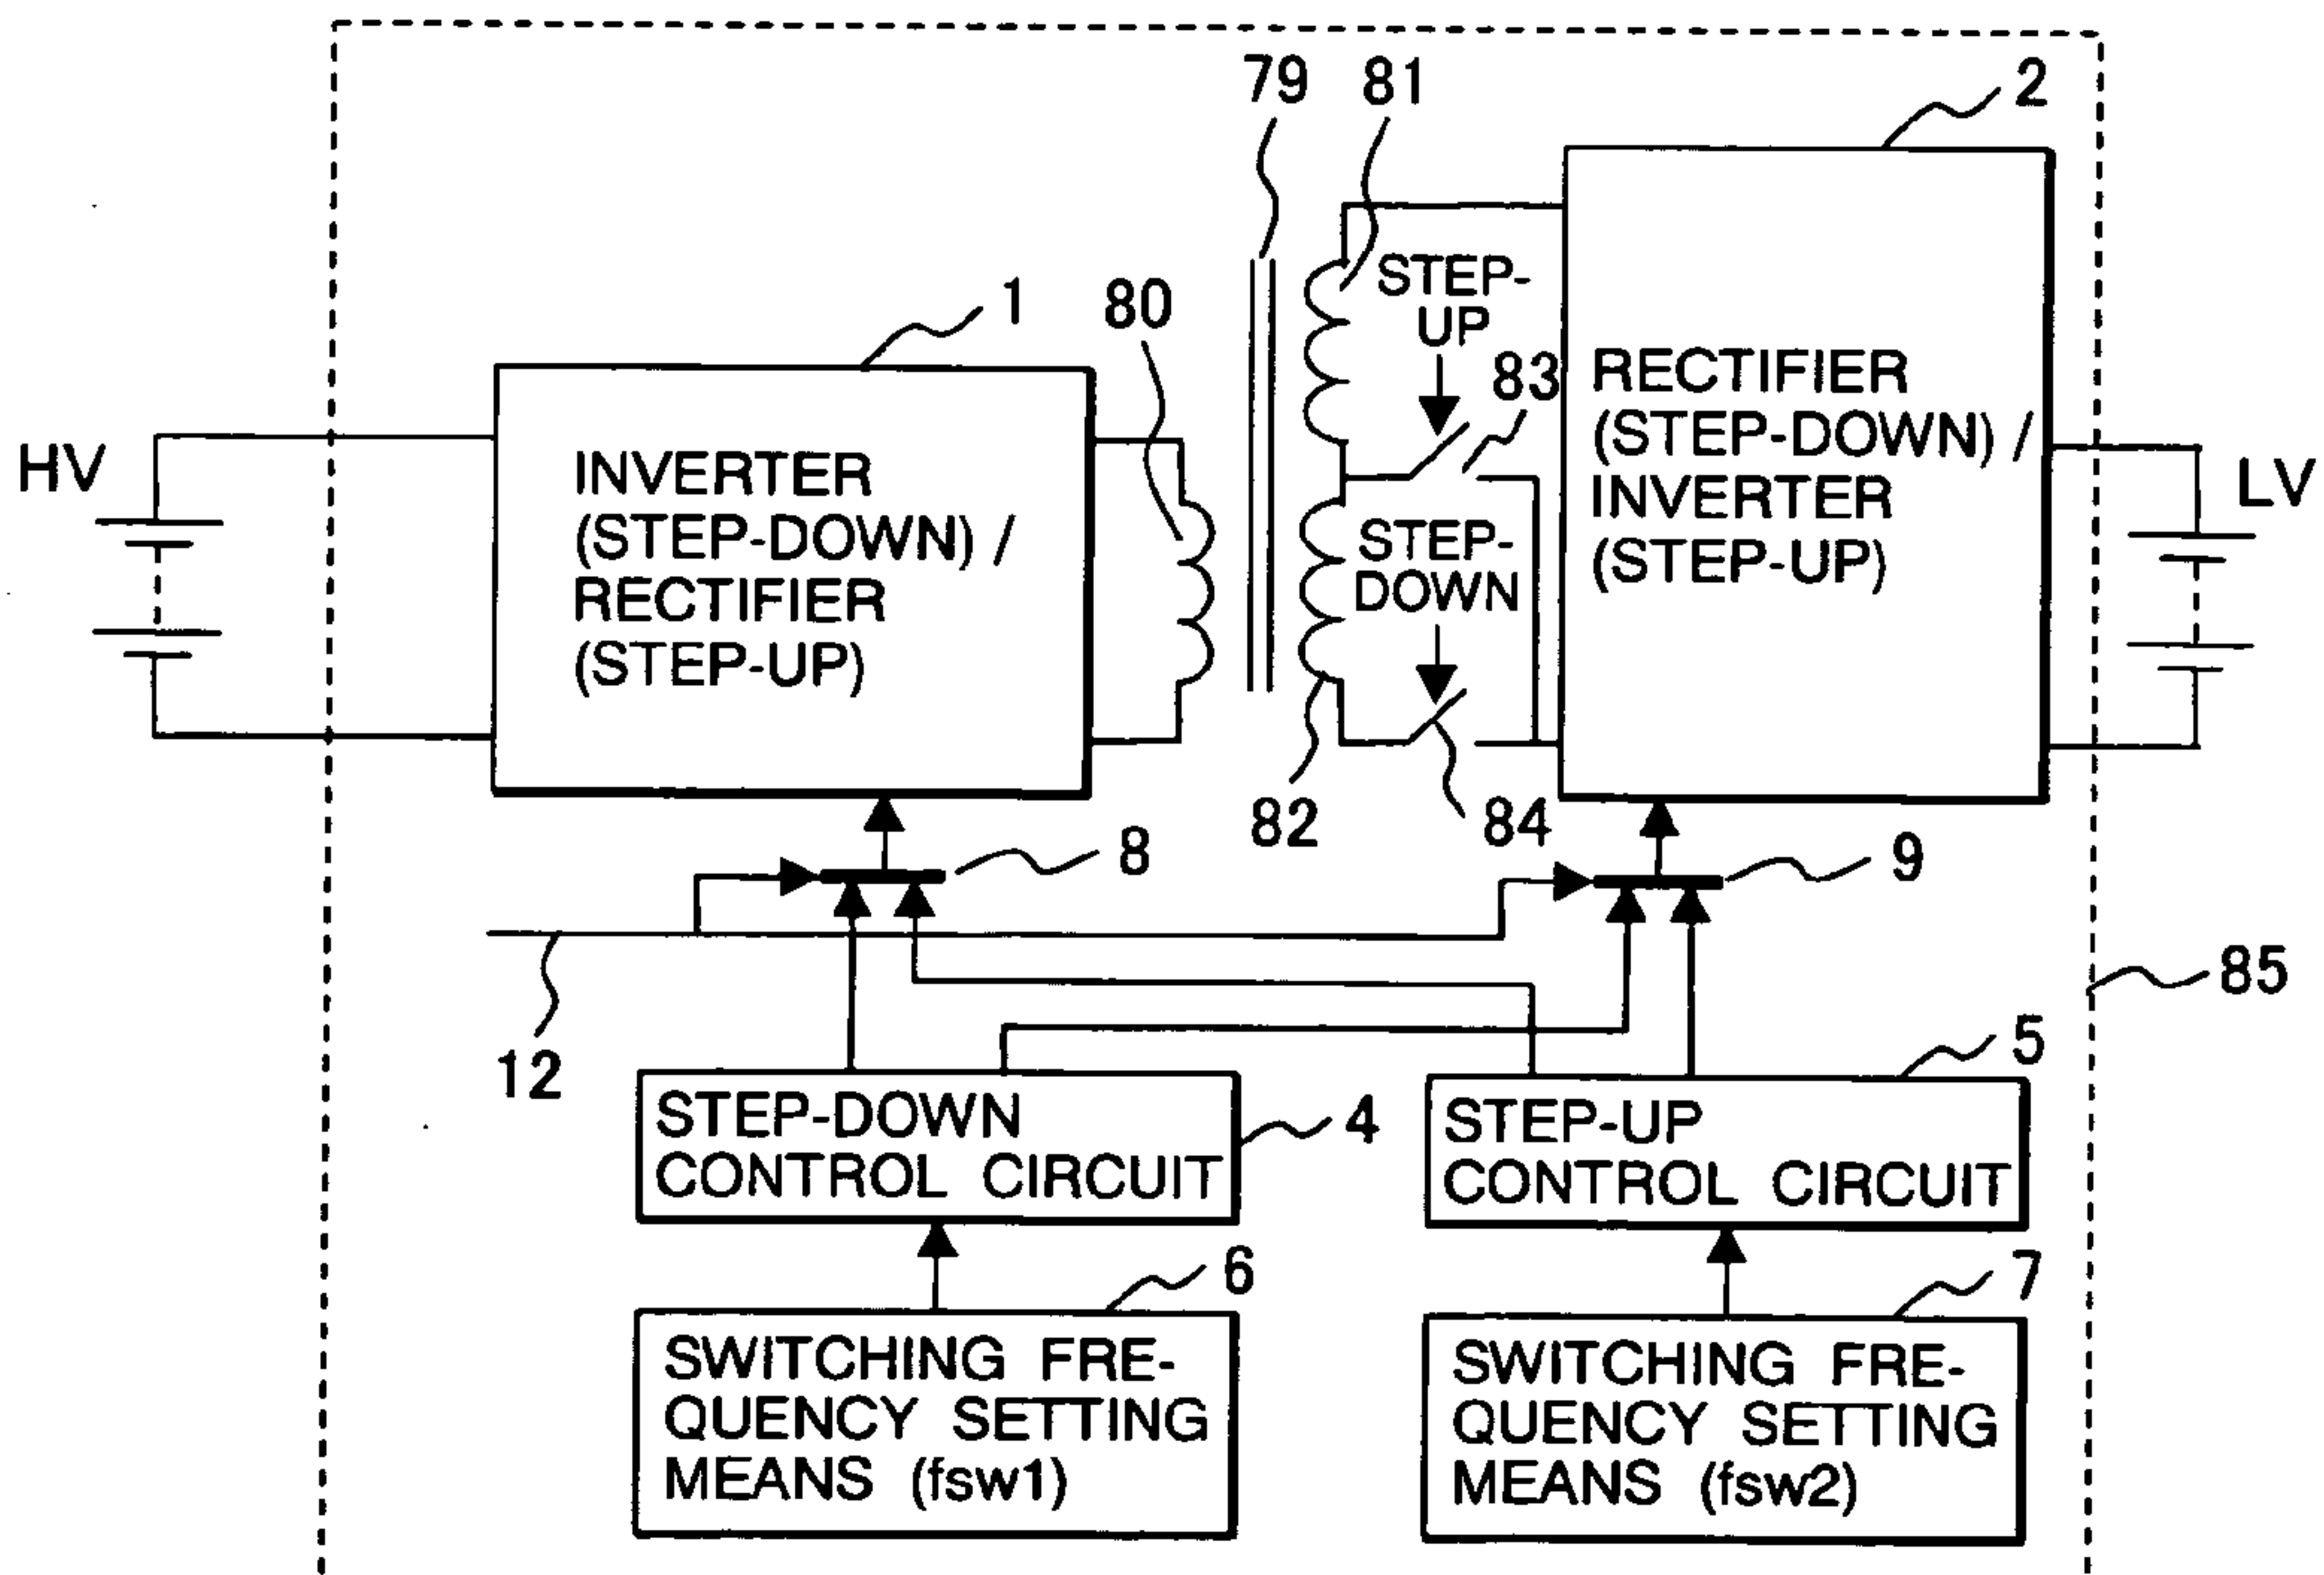 79
81
2
80
1
STEP-
UP
83
HV
INVERTER
(STEP-DOWN) /
RECTIFIER
(STEP-UP)
STEP-
DOWN
RECTIFIER
(STEP-DOWN) /
INVERTER
(STEP-UP)
LV
82
84
8
9
85
12
STEP-DOWN
CONTROL CIRCUIT
4
STEP-UP
CONTROL CIRCUIT
5
6
7
SWITCHING FRE-
QUENCY SETTING
MEANS (fsw1)
SWITCHING FRE-
QUENCY SETTING
MEANS (fsw2)